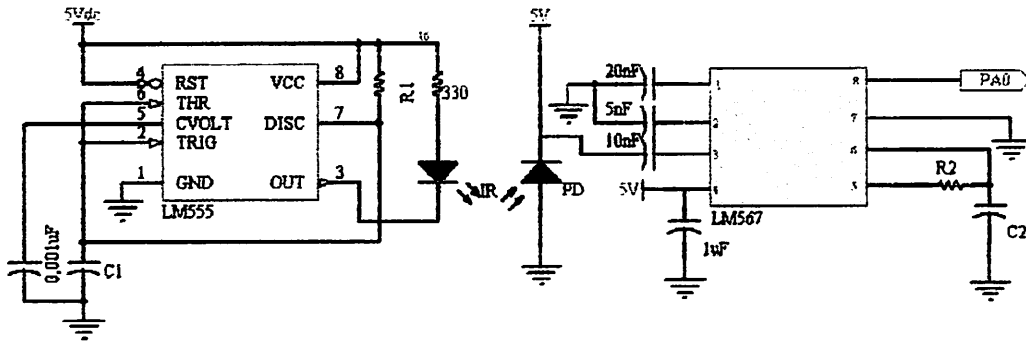 5Vdc
4
RST
VCC
8
6
THR
5
CVOLT
DISC
7
2
TRIG
1
GND
OUT
3
LM555
R1
330
0.001uF
C1
IR
5V
PD
20nF
5nF
10nF
5V
1uF
1
2
3
4
8
7
6
5
LM567
PA0
R2
C2